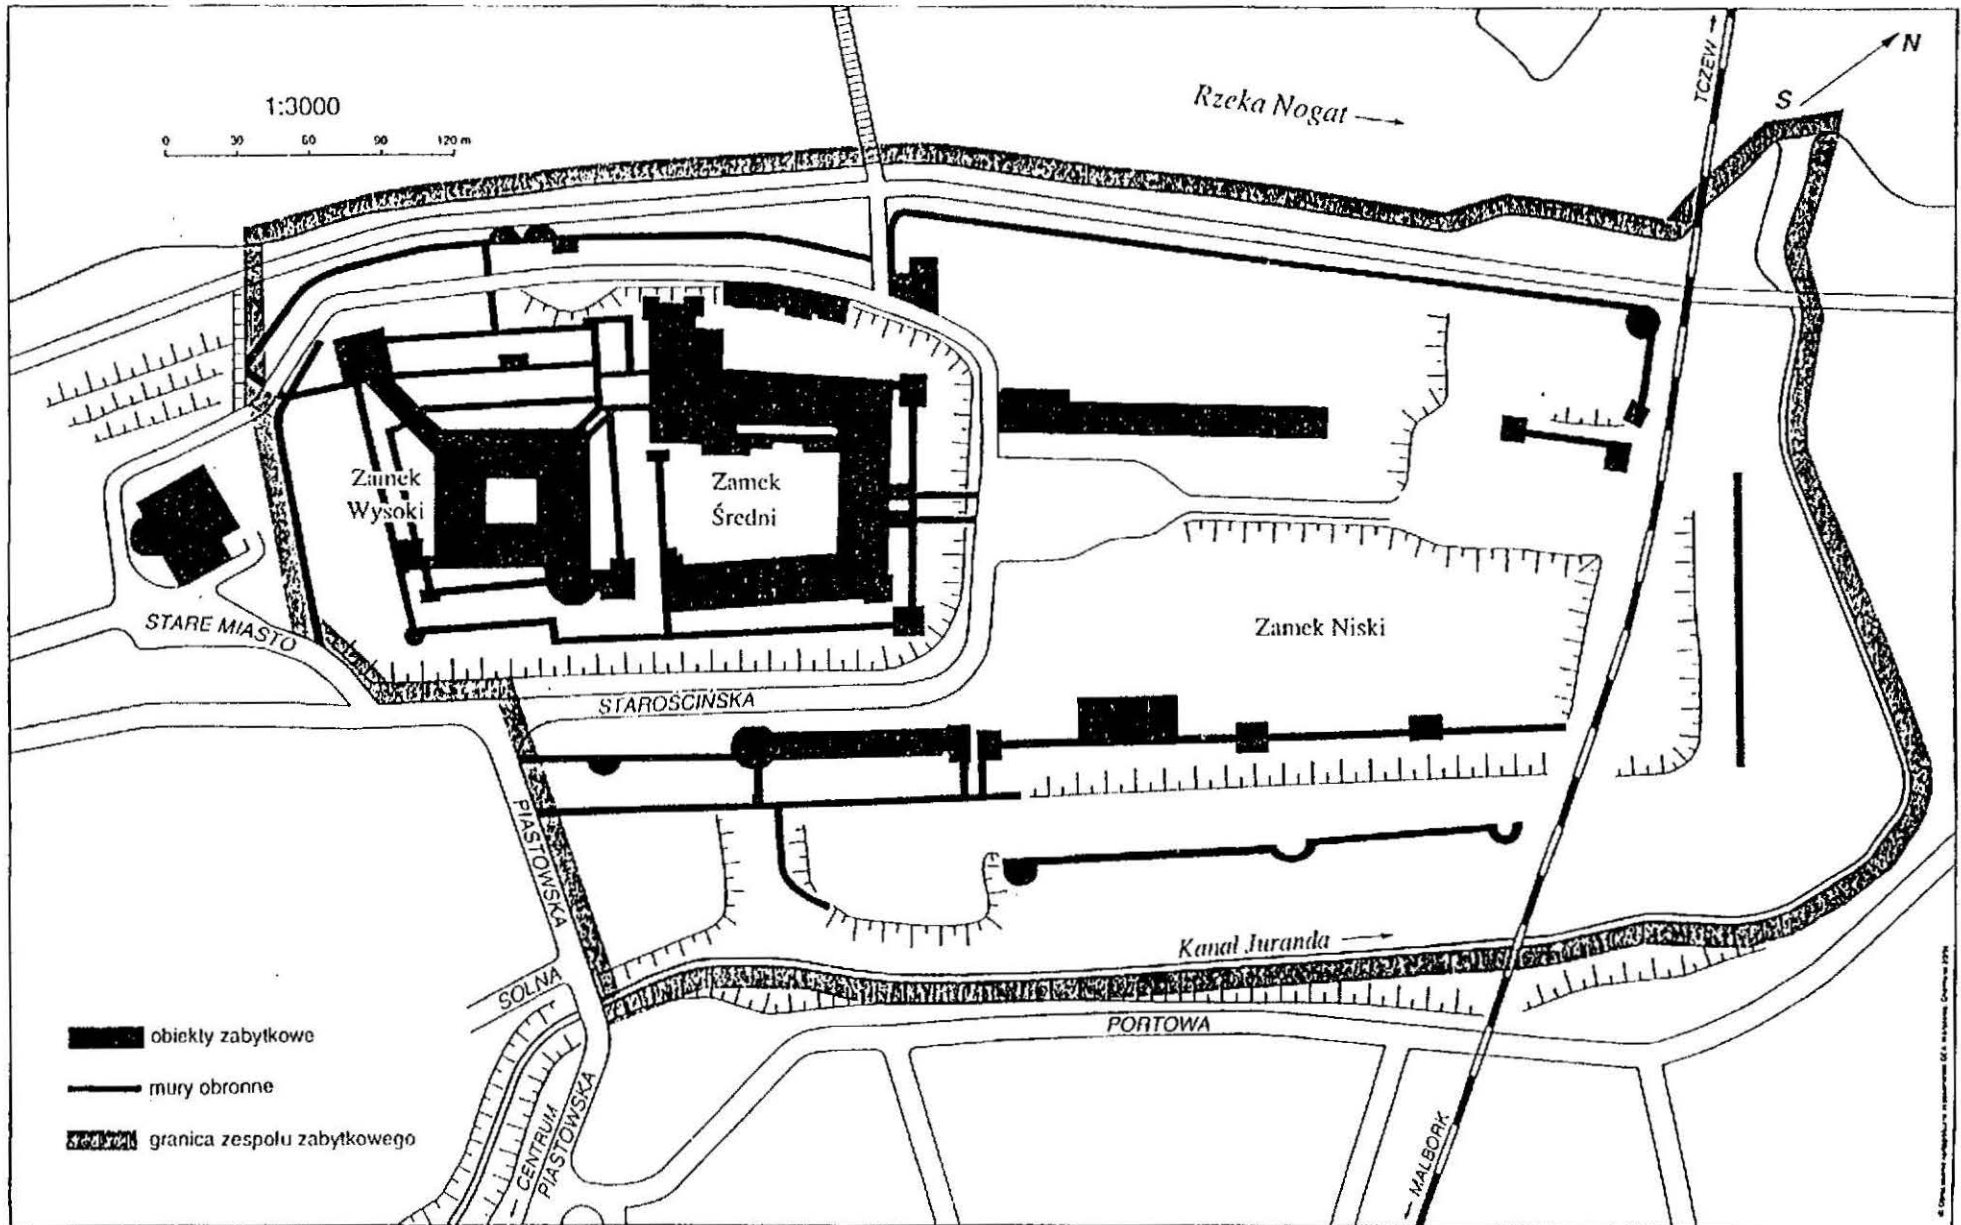 1:3000
0 30 60 90 120 m
Rzeka Nogat
TCZEW
S
N
Zamek
Wysoki
Zamek
Średni
Zamek Niski
STARE MIASTO
STAROŚCIŃSKA
PIASTOWSKA
SOLNA
Kanał Juranda
PORTOWA
CENTRUM
PIASTOWSKA
MALBORK
obiekty zabytkowe
mury obronne
granica zespołu zabytkowego